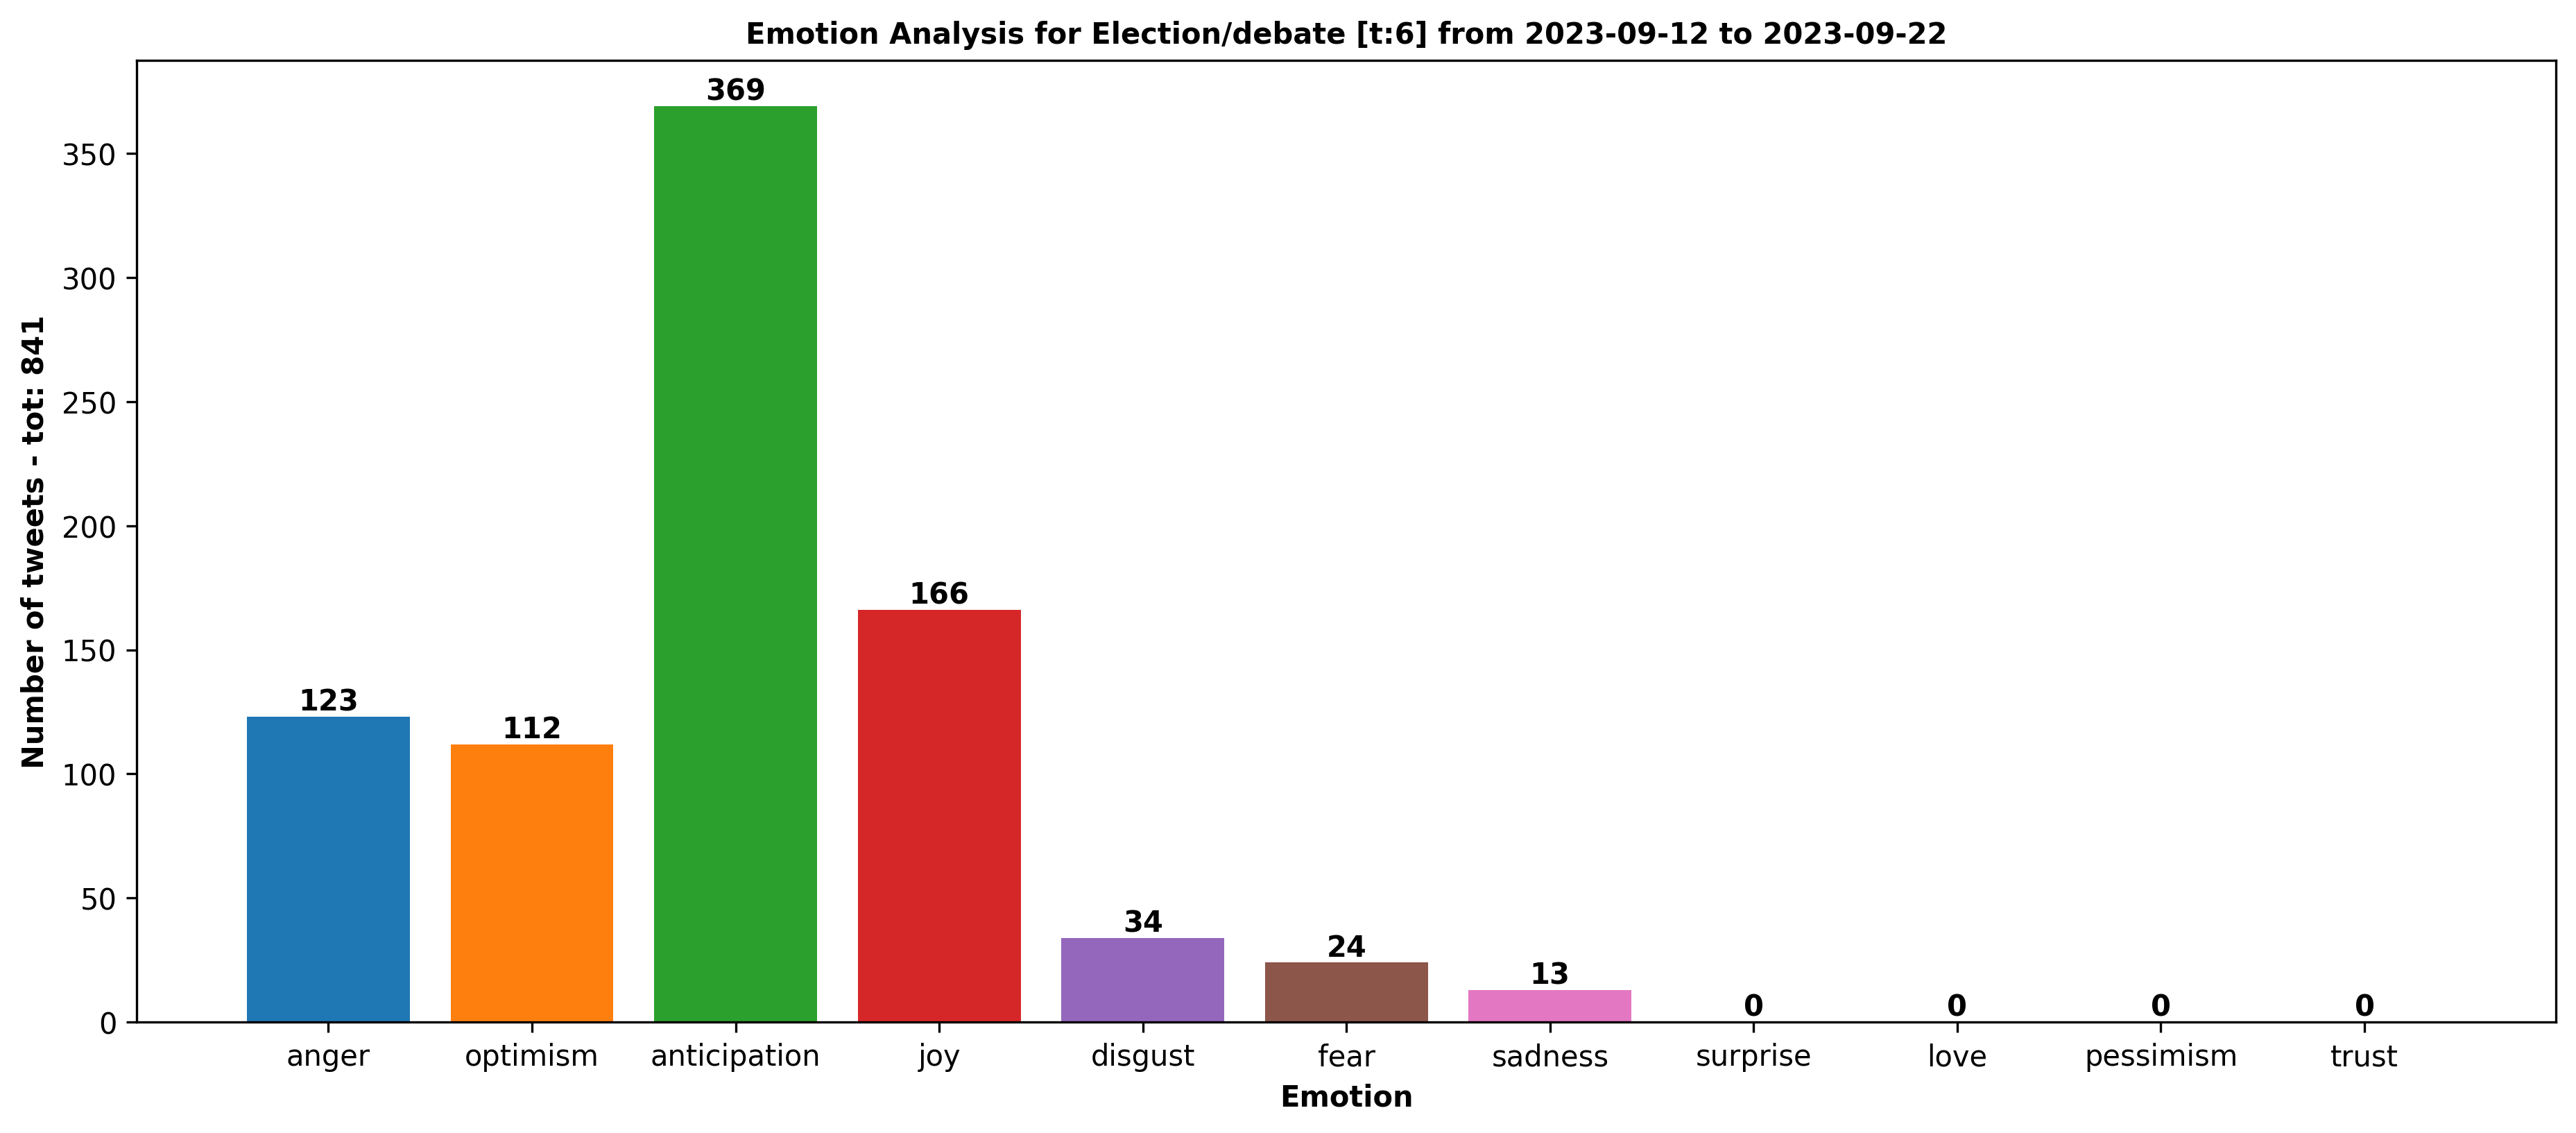 Emotion Analysis for Election/debate [t:6] from 2023-09-12 to 2023-09-22
Number of tweets - tot: 841
350
300
250
200
150
100
50
0
123
112
369
166
34
24
13
0
0
0
0
anger
optimism
anticipation
joy
disgust
fear
sadness
surprise
love
pessimism
trust
Emotion